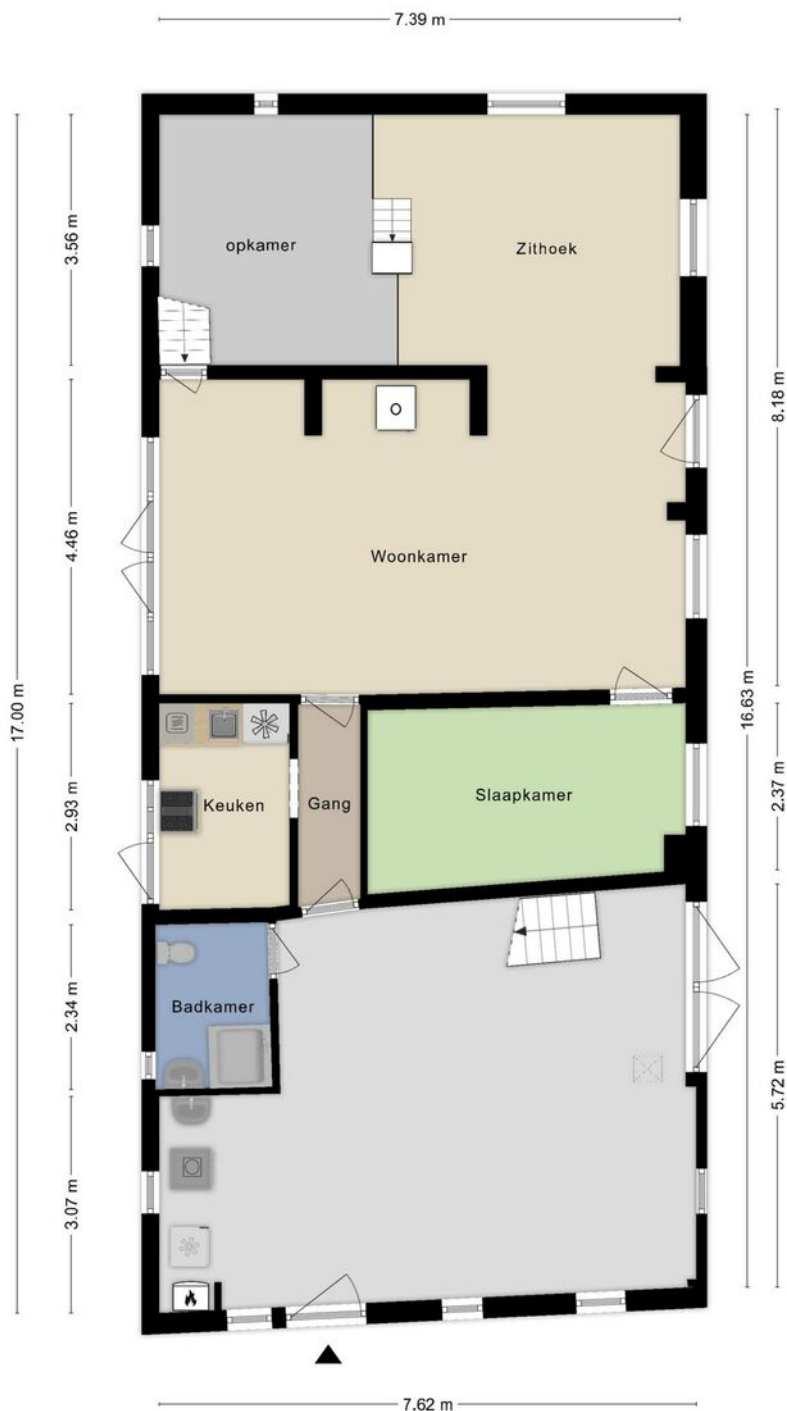 7.39 m
opkamer
Zithoek
3.56 m
8.18 m
4.46 m
Woonkamer
17.00 m
16.63 m
2.93 m
Keuken
Gang
Slaapkamer
2.37 m
2.34 m
Badkamer
5.72 m
3.07 m
7.62 m